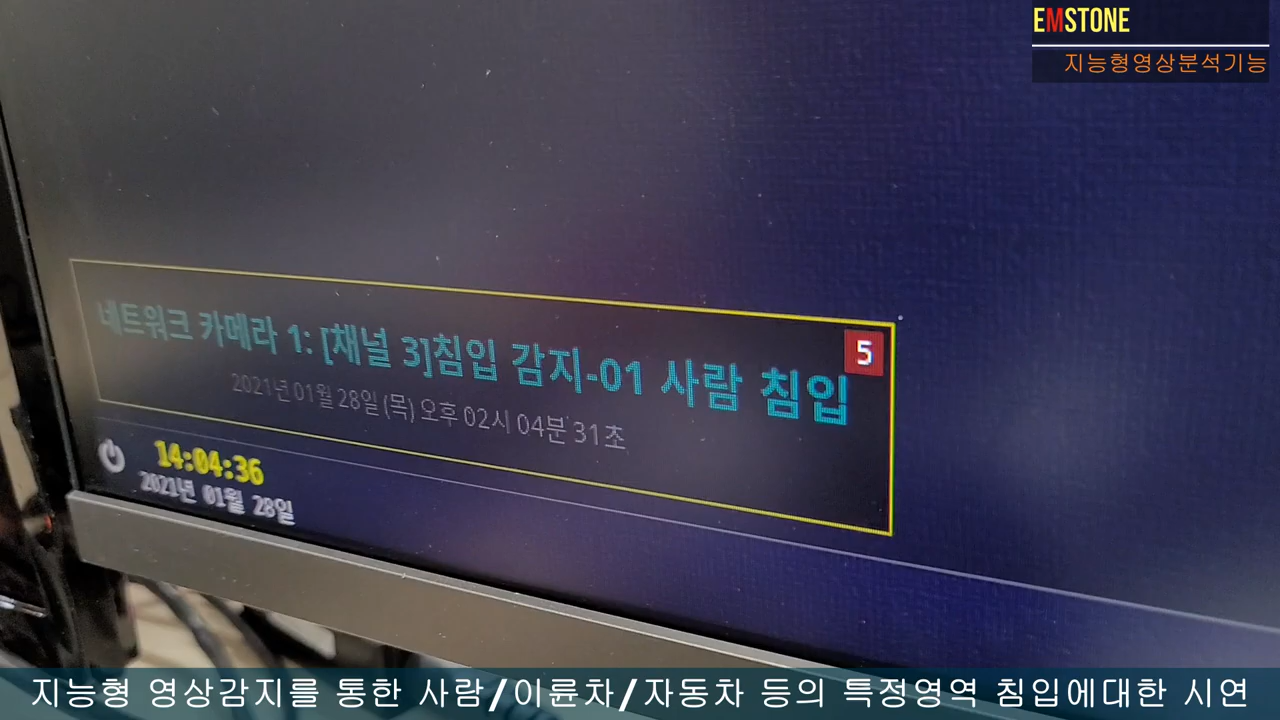 EMSTONE
지능형영상분석기능
네트워크 카메라 1: [채널 3]침입 감지-01 사람 침입
5
2021년 01월 28일 (목) 오후 02시 04분 31초
14:04:36
2021년 01월 28일
지능형 영상감지를 통한 사람/이륜차/자동차 등의 특정영역 침입에대한 시연